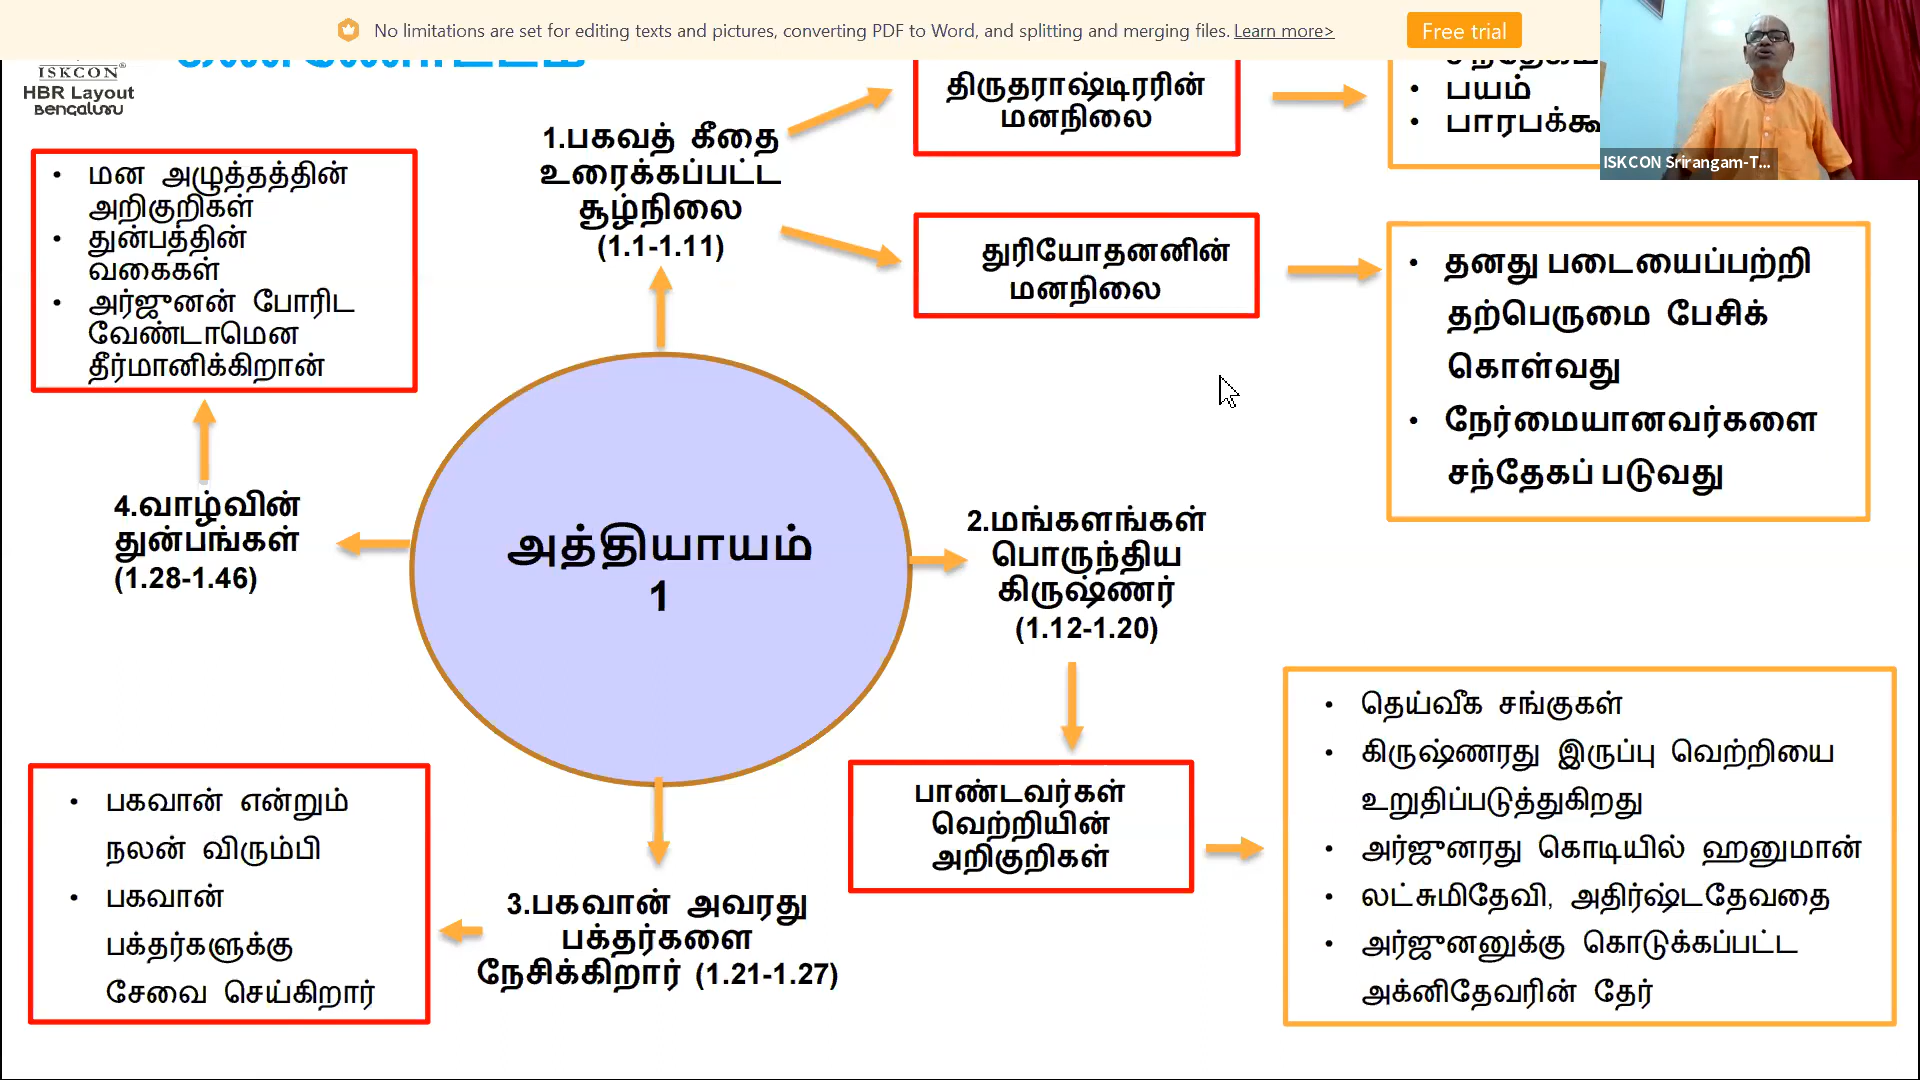 No limitations are set for editing texts and pictures, converting PDF to Word, and splitting and merging files. Learn more>
Free trial
ISKCON®
HBR Layout
Bengaluru
ISKCON Srirangam-T...
1.பகவத் கீதை
உரைக்கப்பட்ட
சூழ்நிலை
(1.1-1.11)
திருதராஷ்டிரரின்
மனநிலை
• பயம்
•
துரியோதனனின்
மனநிலை
• தனது படையைப்பற்றி
தற்பெருமை பேசிக்
கொள்வது
• நேர்மையானவர்களை
சந்தேகப் படுவது
• மன அழுத்தத்தின்
அறிகுறிகள்
• துன்பத்தின்
வகைகள்
• அர்ஜுனன் போரிட
வேண்டாமென
தீர்மானிக்கிறான்
4.வாழ்வின்
துன்பங்கள்
(1.28-1.46)
அத்தியாயம்
1
2.மங்களங்கள்
பொருந்திய
கிருஷ்ணர்
(1.12-1.20)
பாண்டவர்கள்
வெற்றியின்
அறிகுறிகள்
• தெய்வீக சங்குகள்
• கிருஷ்ணரது இருப்பு வெற்றியை
உறுதிப்படுத்துகிறது
• அர்ஜுனரது கொடியில் ஹனுமான்
• லட்சுமிதேவி, அதிர்ஷ்டதேவதை
• அர்ஜுனனுக்கு கொடுக்கப்பட்ட
அக்னிதேவரின் தேர்
3.பகவான் அவரது
பக்தர்களை
நேசிக்கிறார் (1.21-1.27)
• பகவான் என்றும்
நலன் விரும்பி
• பகவான்
பக்தர்களுக்கு
சேவை செய்கிறார்